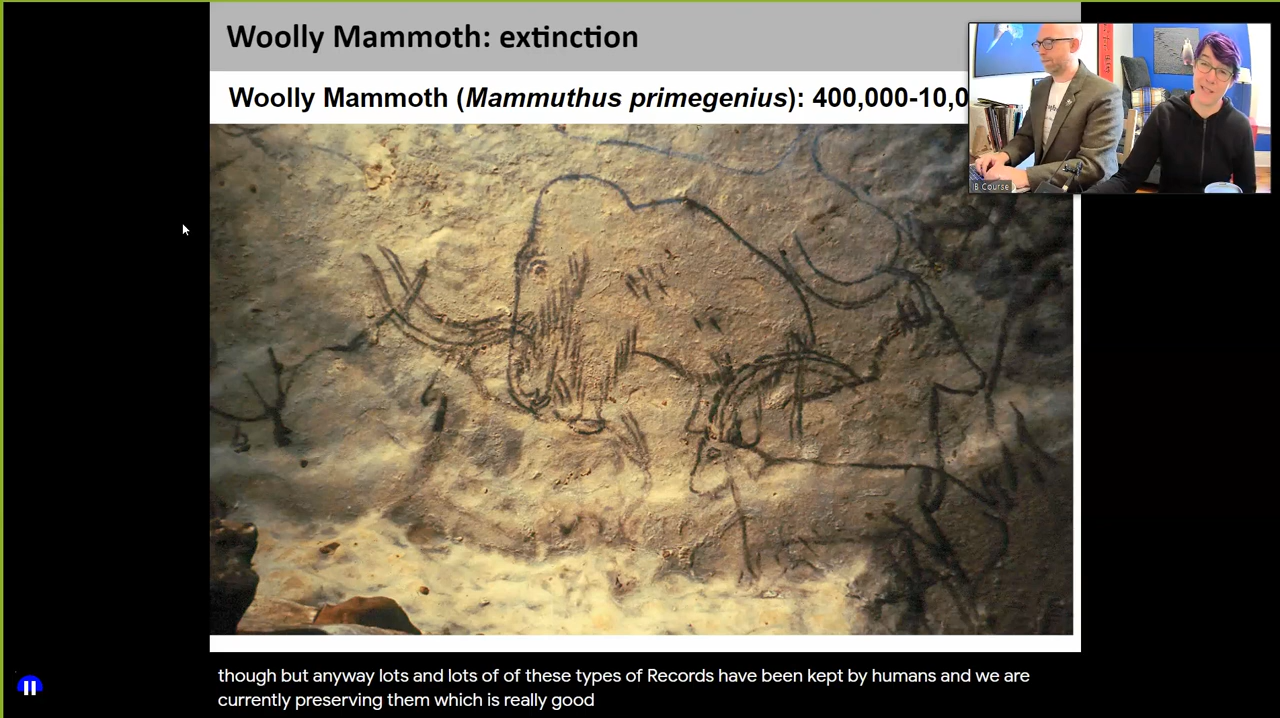 Woolly Mammoth: extinction
Woolly Mammoth (Mammuthus primegenius): 400,000-10,0
B Course
though but anyway lots and lots of of these types of Records have been kept by humans and we are
currently preserving them which is really good